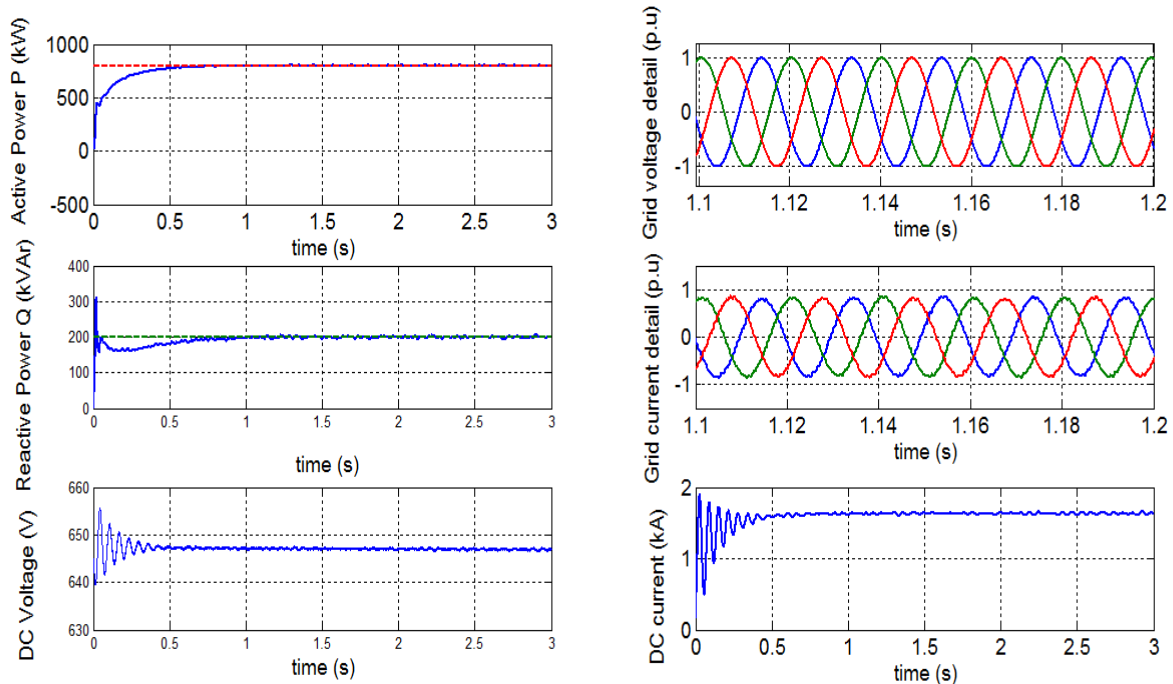 Active Power P (kW)
1000
500
0
-500
0 0.5 1 1.5 2 2.5 3
time (s)
Grid voltage detail (p.u)
1
0
-1
1.1 1.12 1.14 1.16 1.18 1.2
time (s)
Reactive Power Q (kVAr)
400
300
200
100
0
0 0.5 1 1.5 2 2.5 3
time (s)
Grid current detail (p.u)
1
0
-1
1.1 1.12 1.14 1.16 1.18 1.2
time (s)
DC Voltage (V)
660
650
640
630
0 0.5 1 1.5 2 2.5 3
time (s)
DC current (kA)
2
1
0
0 0.5 1 1.5 2 2.5 3
time (s)